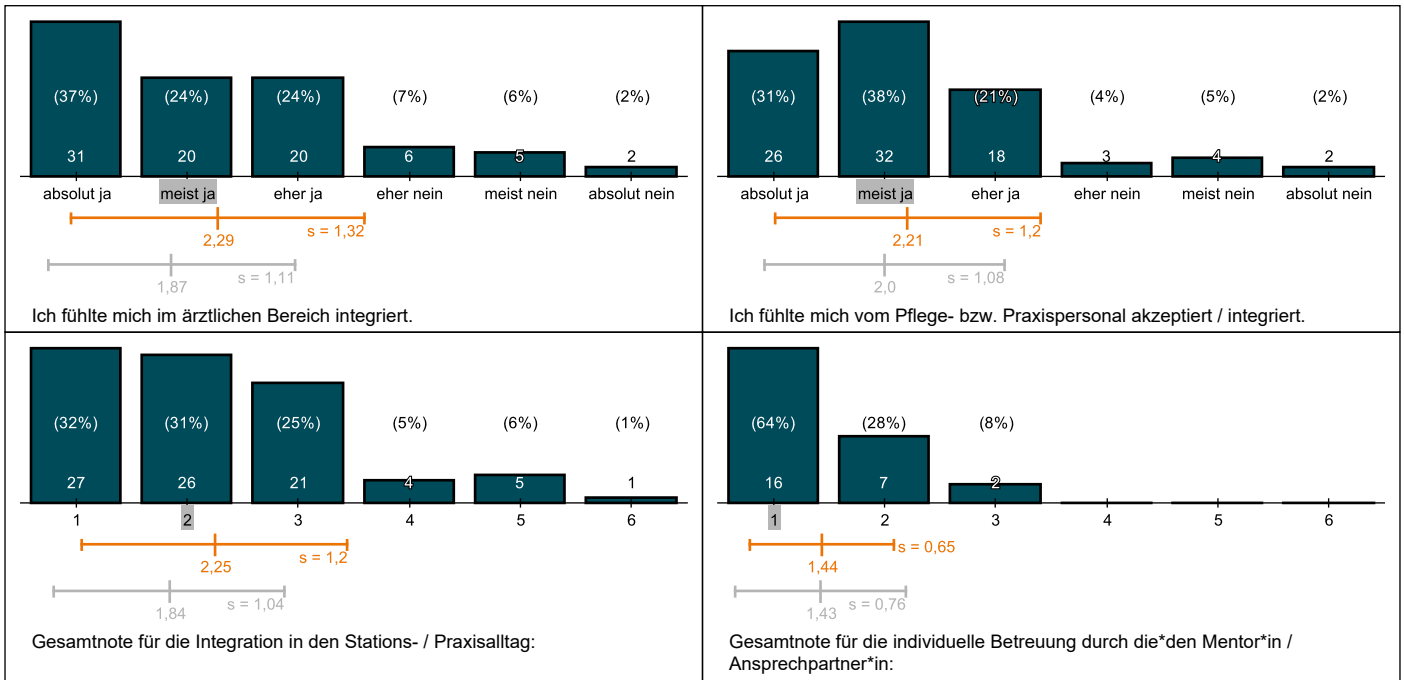 (37%) (24%) (24%) (7%) (6%) (2%)
31 20 20 6 5 2
absolut ja meist ja eher ja eher nein meist nein absolut nein
2,29 s = 1,32
1,87 s = 1,11
Ich fühlte mich im ärztlichen Bereich integriert.
(31%) (38%) (21%) (4%) (5%) (2%)
26 32 18 3 4 2
absolut ja meist ja eher ja eher nein meist nein absolut nein
2,21 s = 1,2
2,0 s = 1,08
Ich fühlte mich vom Pflege- bzw. Praxispersonal akzeptiert / integriert.
(32%) (31%) (25%) (5%) (6%) (1%)
27 26 21 4 5 1
1 2 3 4 5 6
2,25 s = 1,2
1,84 s = 1,04
Gesamtnote für die Integration in den Stations- / Praxisalltag:
(64%) (28%) (8%)
16 7 2
1 2 3 4 5 6
1,44 s = 0,65
1,43 s = 0,76
Gesamtnote für die individuelle Betreuung durch die*den Mentor*in /
Ansprechpartner*in: